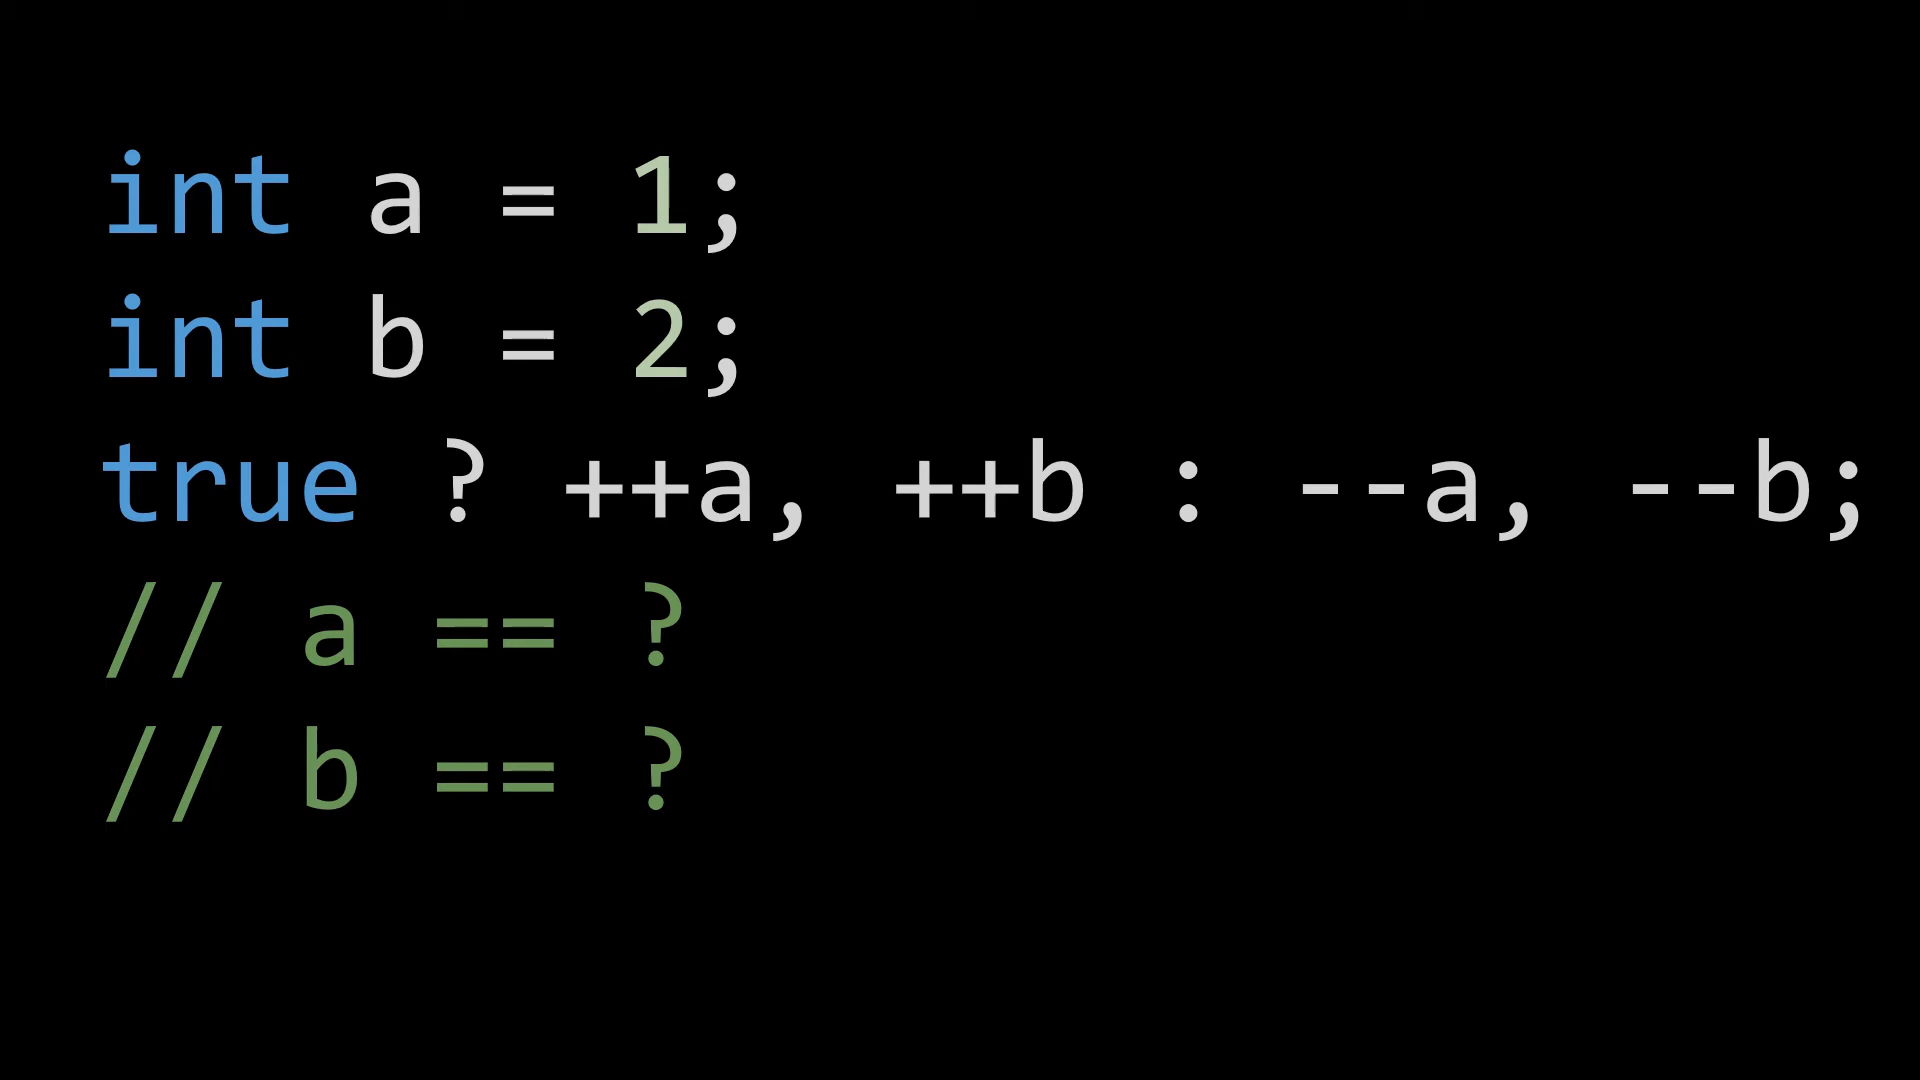 int a = 1;
int b = 2;
true ? ++a, ++b : --a, --b;
// a == ?
// b == ?